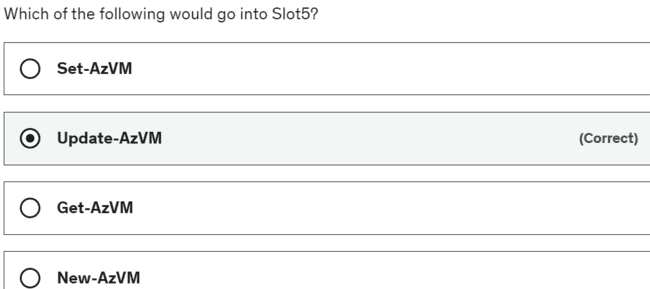 Which of the following would go into Slot5?
Set-AzVM
Update-AzVM (Correct)
Get-AzVM
New-AzVM